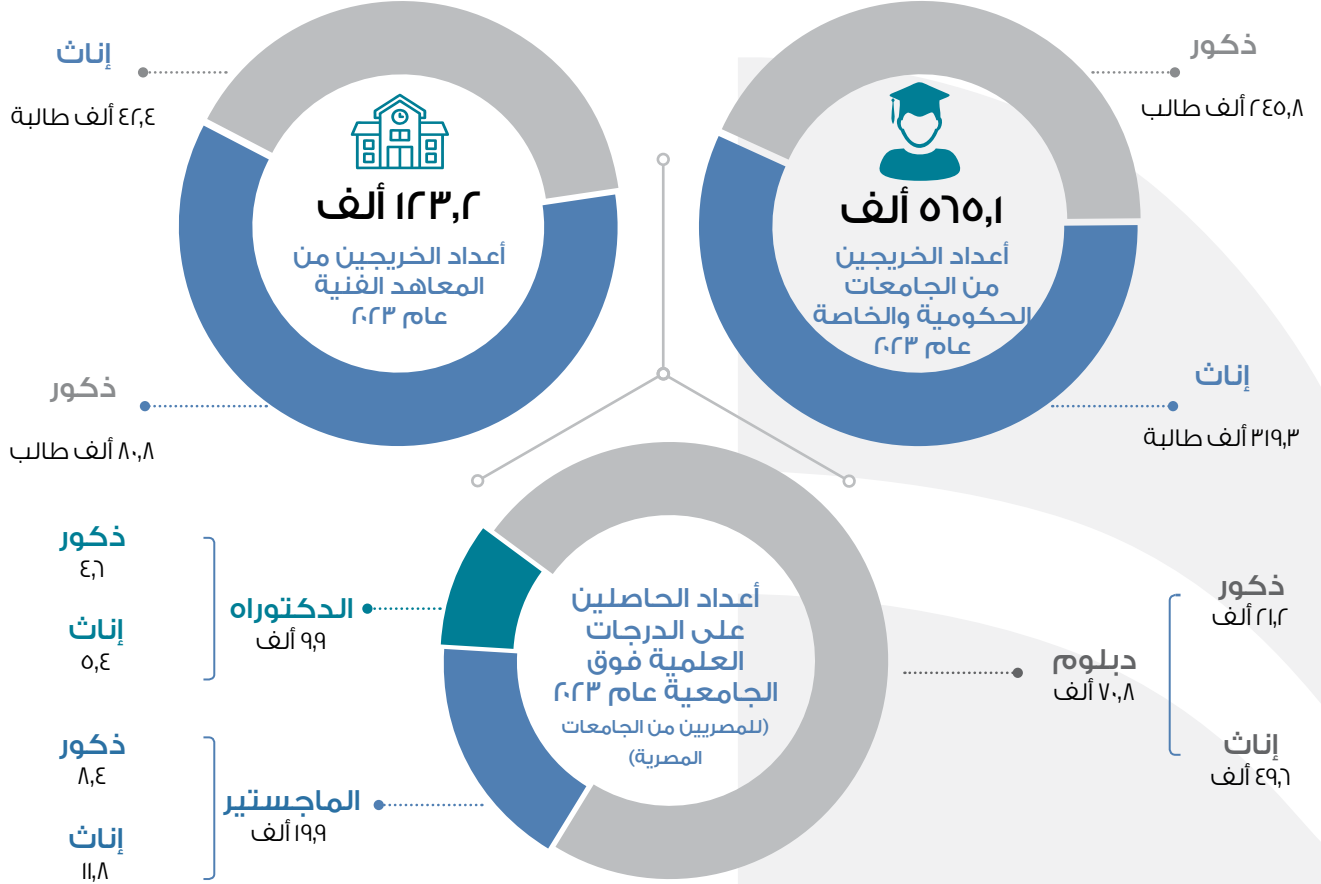 ذكور
٢٤٥,٨ ألف طالب
٥٦٥,١ ألف
أعداد الخريجين
من الجامعات
الحكومية والخاصة
عام ٢٠٢٣
إناث
٣١٩,٣ ألف طالبة
إناث
٤٢,٤ ألف طالبة
١٢٣,٢ ألف
أعداد الخريجين من
المعاهد الفنية
عام ٢٠٢٣
ذكور
٨٠,٨ ألف طالب
أعداد الحاصلين
على الدرجات
العلمية فوق
الجامعية عام ٢٠٢٣
(للمصريين من الجامعات
المصرية)
ذكور
٢١,٢ ألف
دبلوم
٧٠,٨ ألف
إناث
٤٩,٦ ألف
الدكتوراه
٩,٩ ألف
ذكور
٤,٦
إناث
٥,٤
الماجستير
١٩,٩ ألف
ذكور
٨,٤
إناث
١١,٨